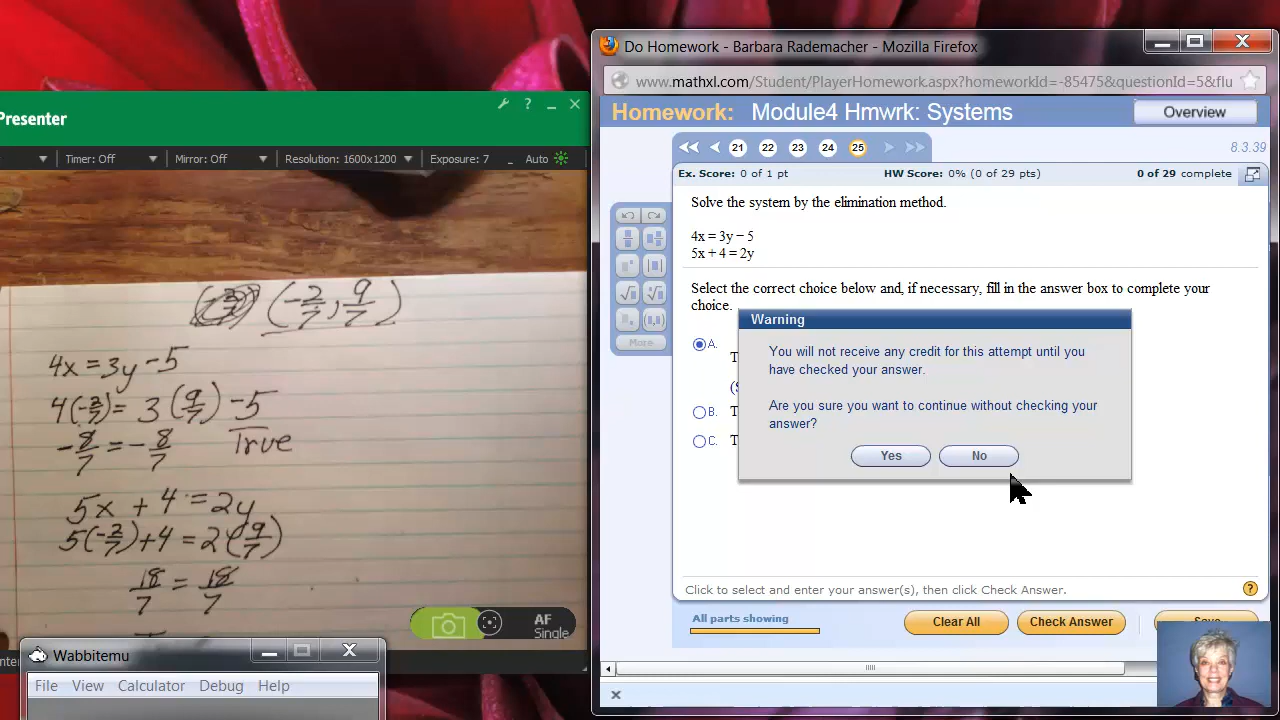 Presenter
Timer: Off
Mirror: Off
Resolution: 1600x1200
Exposure: 7
Auto
(-2/7, 9/7)
4x = 3y - 5
4(-2/7) = 3(9/7) - 5
-8/7 = -8/7 True
5x + 4 = 2y
5(-2/7) + 4 = 2(9/7)
18/7 = 18/7
AF
Single
Wabbitemu
File View Calculator Debug Help
Do Homework - Barbara Rademacher - Mozilla Firefox
www.mathxl.com/Student/PlayerHomework.aspx?homeworkId=-85475&questionId=5&flu
Homework: Module4 Hmwrk: Systems
Overview
21 22 23 24 25
8.3.39
Ex. Score: 0 of 1 pt
HW Score: 0% (0 of 29 pts)
0 of 29 complete
Solve the system by the elimination method.
4x = 3y − 5
5x + 4 = 2y
Select the correct choice below and, if necessary, fill in the answer box to complete your
choice.
A.
B.
C.
Warning
You will not receive any credit for this attempt until you
have checked your answer.
Are you sure you want to continue without checking your
answer?
Yes
No
More
Click to select and enter your answer(s), then click Check Answer.
?
All parts showing
Clear All
Check Answer
Save